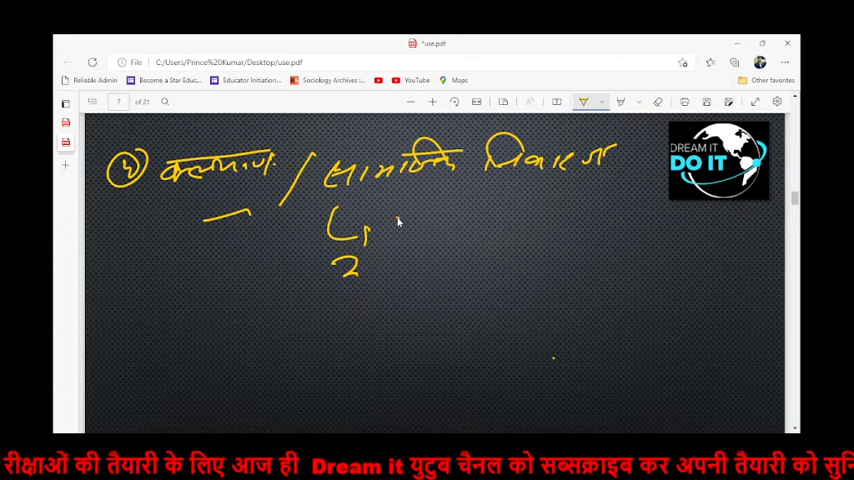 *use.pdf
File C:/Users/Prince%20Kumar/Desktop/use.pdf
Reliable Admin Become a Star Educ... Educator Initiation... Sociology Archives :... YouTube Maps Other favorites
7 of 21
कल्याण / सामाजिक
2
DREAM IT
DO IT
रीक्षाओं की तैयारी के लिए आज ही Dream it युटुब चैनल को सब्सक्राइब कर अपनी तैयारी को सुनि